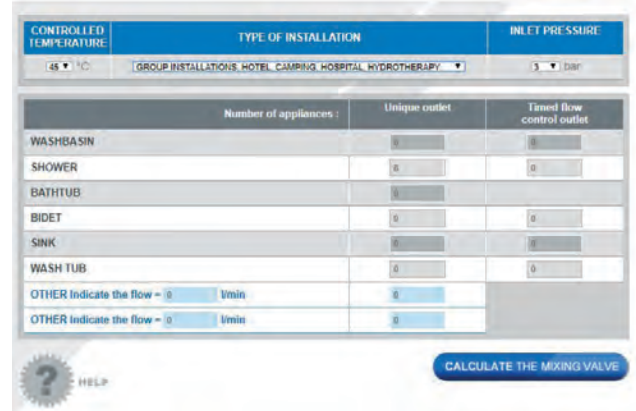 CONTROLLED TEMPERATURE TYPE OF INSTALLATION INLET PRESSURE
45 °C GROUP INSTALLATIONS. HOTEL. CAMPING. HOSPITAL. HYDROTHERAPY 3 bar
Number of appliances : Unique outlet Timed flow control outlet
WASHBASIN 0 0
SHOWER 6 0
BATHTUB 0
BIDET 0 0
SINK 0 0
WASH TUB 0 0
OTHER Indicate the flow = 0 l/min 0
OTHER Indicate the flow = 0 l/min 0
? HELP CALCULATE THE MIXING VALVE